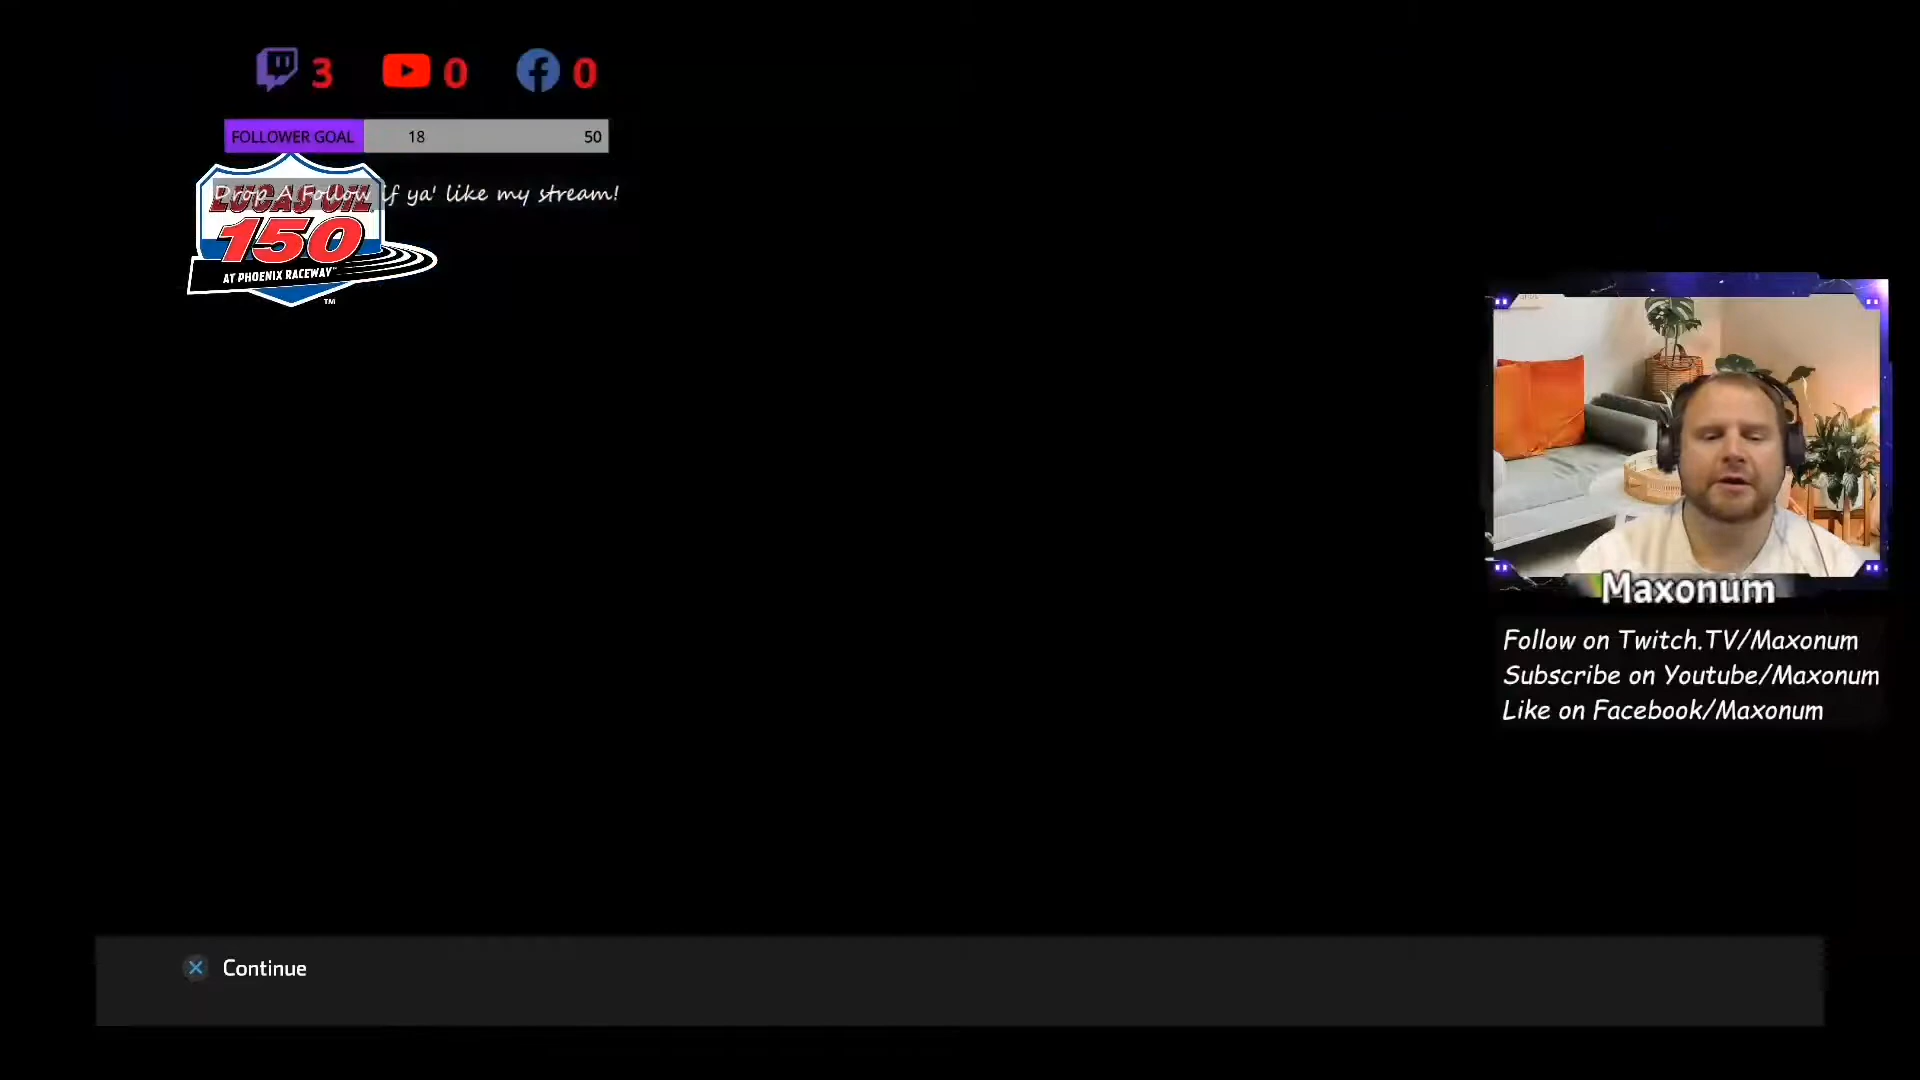 3 0 0
FOLLOWER GOAL 18 50
Drop A Follow if ya' like my stream!
LUCAS OIL
150
AT PHOENIX RACEWAY™
TM
Maxonum
Follow on Twitch.TV/Maxonum
Subscribe on Youtube/Maxonum
Like on Facebook/Maxonum
Continue